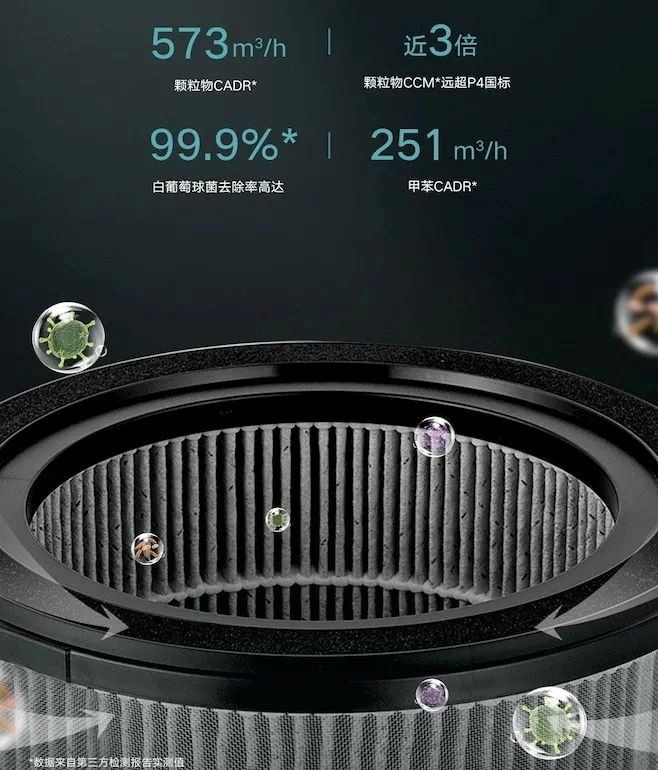 573m³/h
近3倍
颗粒物CADR*
颗粒物CCM*远超P4国标
99.9%*
251 m³/h
白葡萄球菌去除率高达
甲苯CADR*
*数据来自第三方检测报告实测值